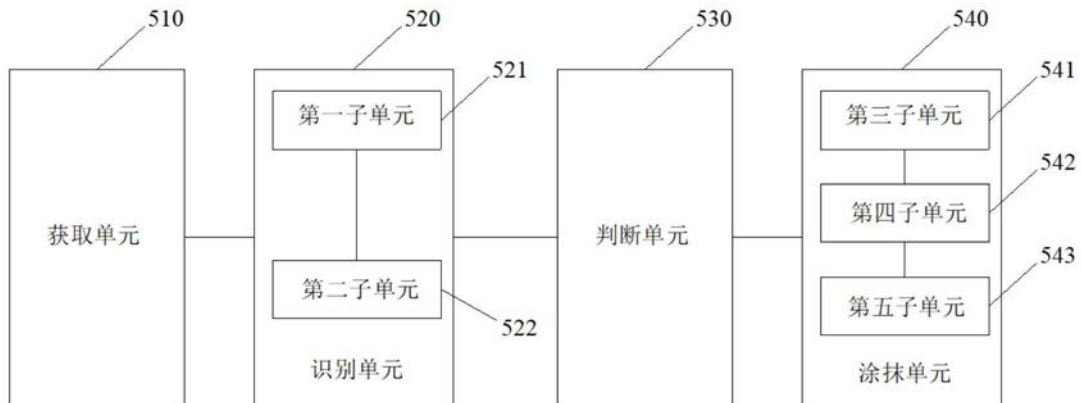 510
520
530
540
521
541
第一子单元
第三子单元
542
获取单元
判断单元
第四子单元
543
第二子单元
第五子单元
522
识别单元
涂抹单元